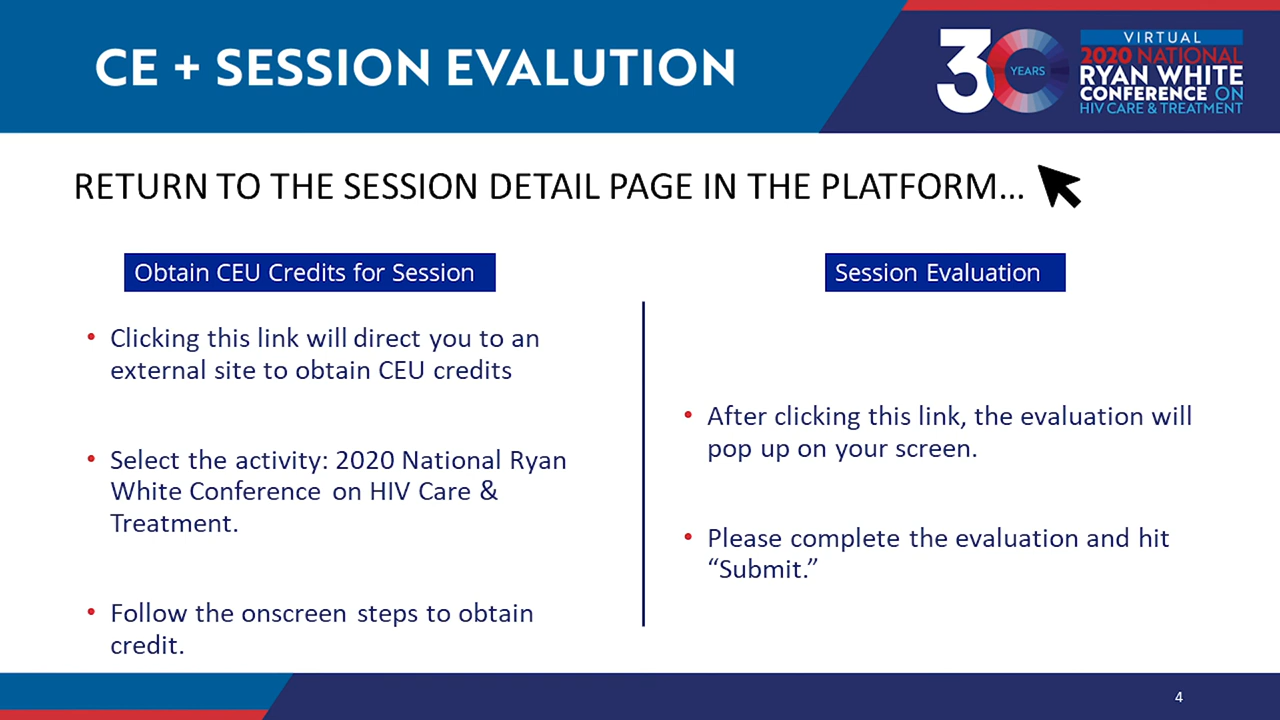 CE + SESSION EVALUTION
30
YEARS
VIRTUAL
2020 NATIONAL
RYAN WHITE
CONFERENCE ON
HIV CARE & TREATMENT
RETURN TO THE SESSION DETAIL PAGE IN THE PLATFORM...
Obtain CEU Credits for Session
• Clicking this link will direct you to an
external site to obtain CEU credits
• Select the activity: 2020 National Ryan
White Conference on HIV Care &
Treatment.
• Follow the onscreen steps to obtain
credit.
Session Evaluation
• After clicking this link, the evaluation will
pop up on your screen.
• Please complete the evaluation and hit
“Submit.”
4